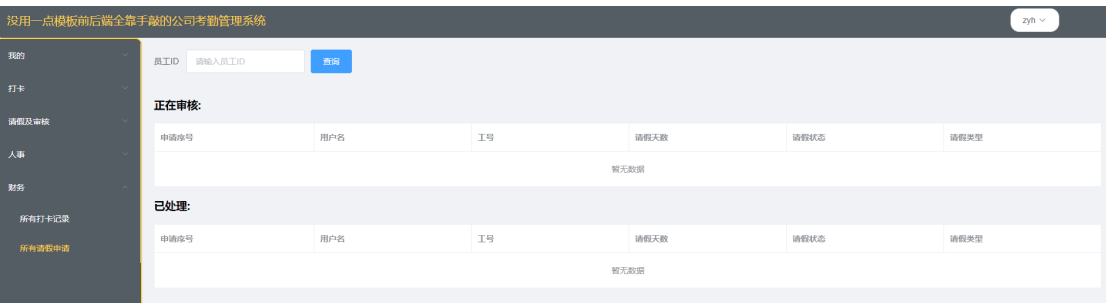 没用一点模板前后端全靠手敲的公司考勤管理系统
zyh
我的
打卡
请假及审核
人事
财务
所有打卡记录
所有请假申请
员工ID 请输入员工ID 查询
正在审核:
申请序号 用户名 工号 请假天数 请假状态 请假类型
暂无数据
已处理:
申请序号 用户名 工号 请假天数 请假状态 请假类型
暂无数据